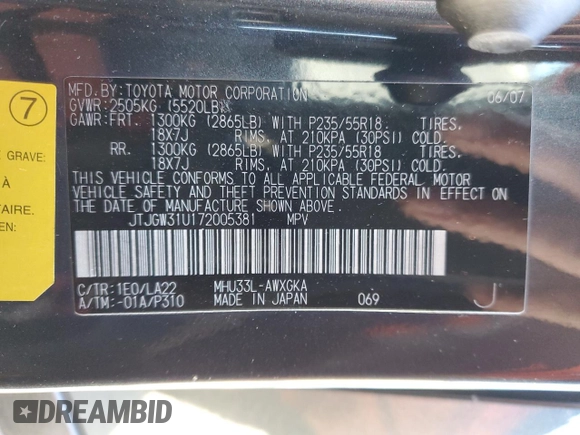 MFD.BY:TOYOTA MOTOR CORPORATION 06/07
GVWR:2505KG (5520LB)
GAWR:FRT. 1300KG (2865LB) WITH P235/55R18 TIRES.
18X7J RIMS, AT 210KPA (30PSI) COLD.
RR. 1300KG (2865LB) WITH P235/55R18 TIRES.
18X7J RIMS, AT 210KPA (30PSI) COLD.
THIS VEHICLE CONFORMS TO ALL APPLICABLE FEDERAL MOTOR
VEHICLE SAFETY AND THEFT PREVENTION STANDARDS IN EFFECT ON
THE DATE OF MANUFACTURE SHOWN ABOVE.
JTJGW31U172005381 MPV
C/TR:1E0/LA22 MHU33L-AWXGKA
A/TM:-01A/P310 MADE IN JAPAN 069 J
7
E GRAVE:
À
TAIRE
DREAMBID